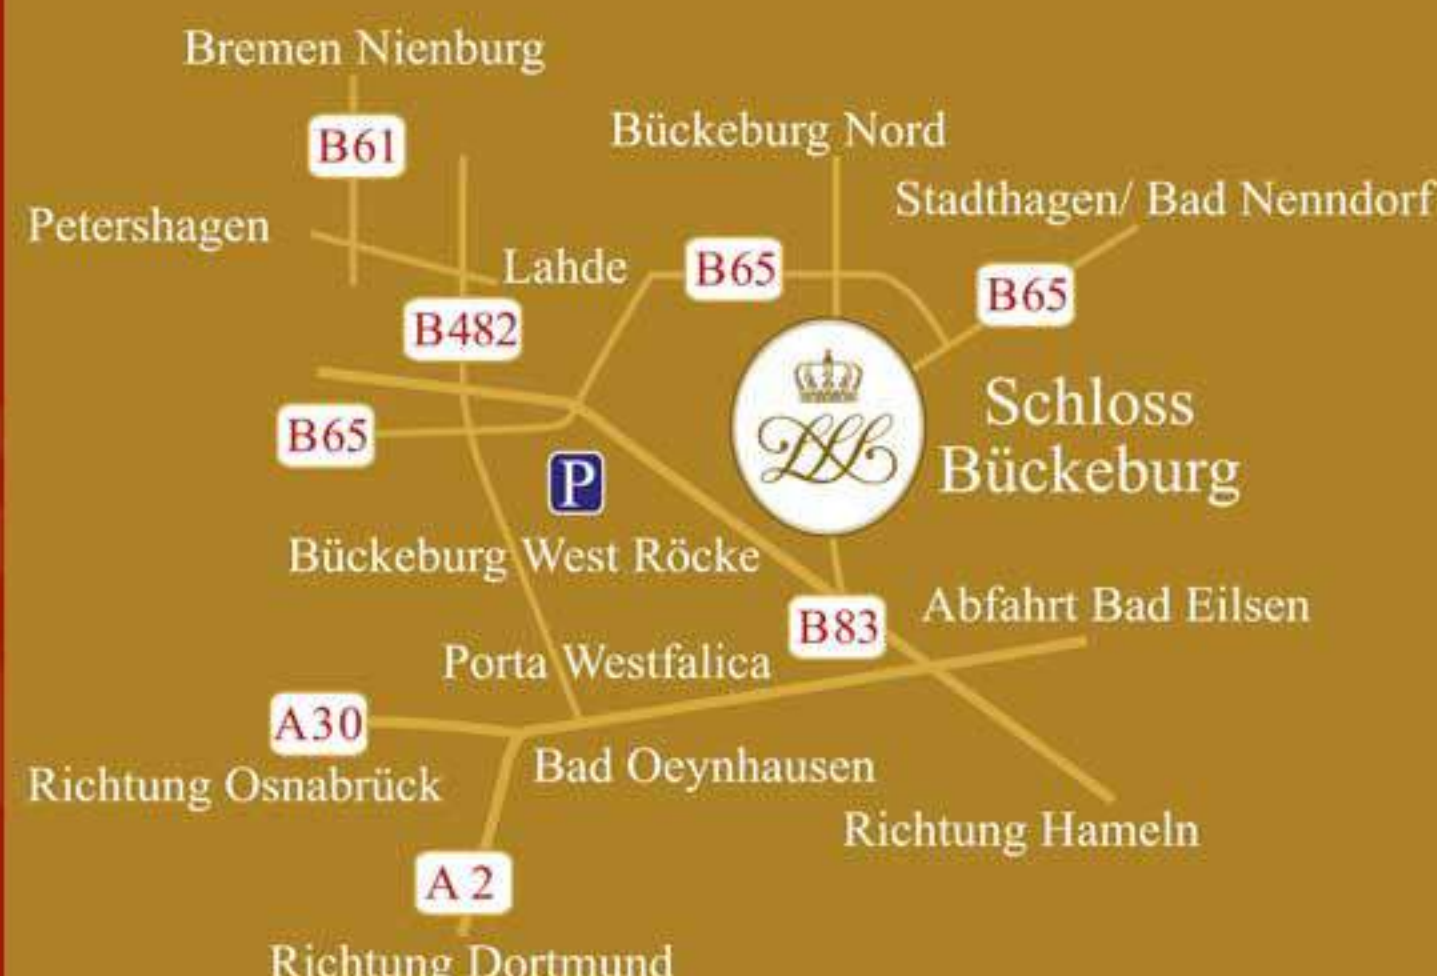 Bremen Nienburg
B61
Bückeburg Nord
Stadthagen/ Bad Nenndorf
Petershagen
Lahde
B65
B65
B482
Schloss
Bückeburg
B65
P
Bückeburg West Röcke
B83
Abfahrt Bad Eilsen
Porta Westfalica
A30
Richtung Osnabrück
Bad Oeynhausen
Richtung Hameln
A 2
Richtung Dortmund